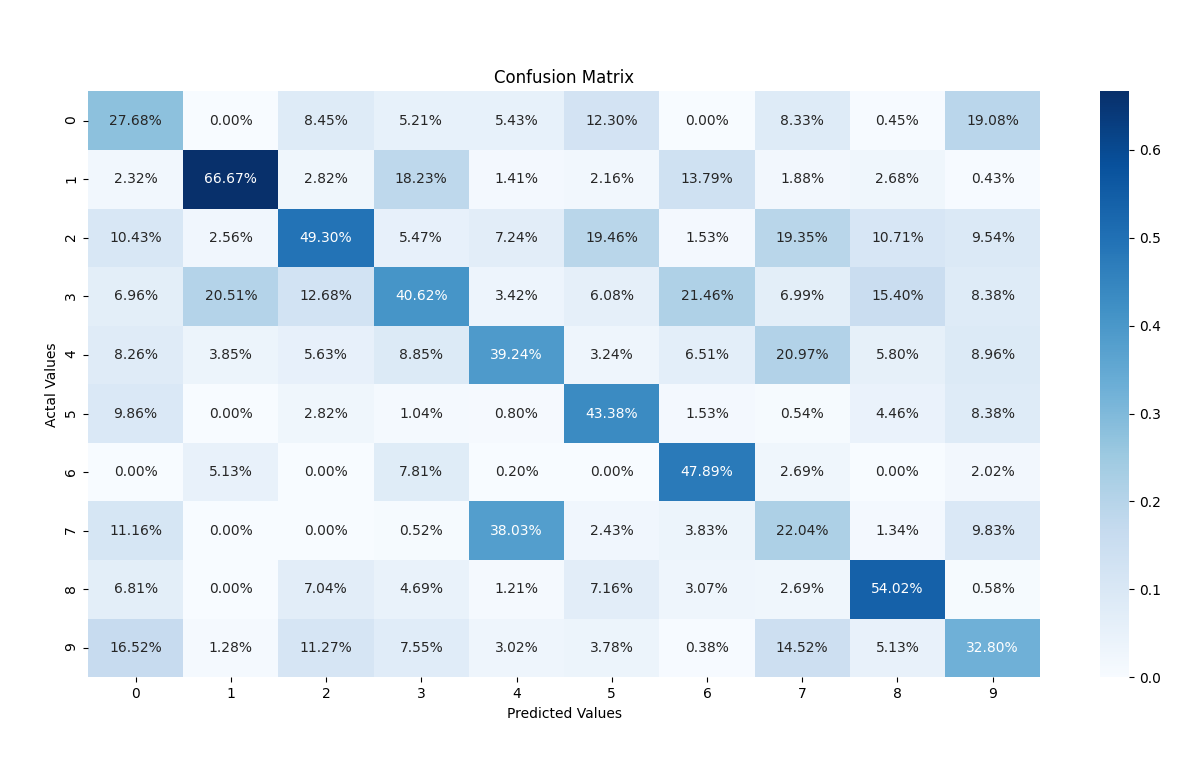 Confusion Matrix
0 27.68% 0.00% 8.45% 5.21% 5.43% 12.30% 0.00% 8.33% 0.45% 19.08%
1 2.32% 66.67% 2.82% 18.23% 1.41% 2.16% 13.79% 1.88% 2.68% 0.43%
2 10.43% 2.56% 49.30% 5.47% 7.24% 19.46% 1.53% 19.35% 10.71% 9.54%
3 6.96% 20.51% 12.68% 40.62% 3.42% 6.08% 21.46% 6.99% 15.40% 8.38%
4 8.26% 3.85% 5.63% 8.85% 39.24% 3.24% 6.51% 20.97% 5.80% 8.96%
5 9.86% 0.00% 2.82% 1.04% 0.80% 43.38% 1.53% 0.54% 4.46% 8.38%
6 0.00% 5.13% 0.00% 7.81% 0.20% 0.00% 47.89% 2.69% 0.00% 2.02%
7 11.16% 0.00% 0.00% 0.52% 38.03% 2.43% 3.83% 22.04% 1.34% 9.83%
8 6.81% 0.00% 7.04% 4.69% 1.21% 7.16% 3.07% 2.69% 54.02% 0.58%
9 16.52% 1.28% 11.27% 7.55% 3.02% 3.78% 0.38% 14.52% 5.13% 32.80%
0 1 2 3 4 5 6 7 8 9
Predicted Values
Actal Values
0.6
0.5
0.4
0.3
0.2
0.1
0.0